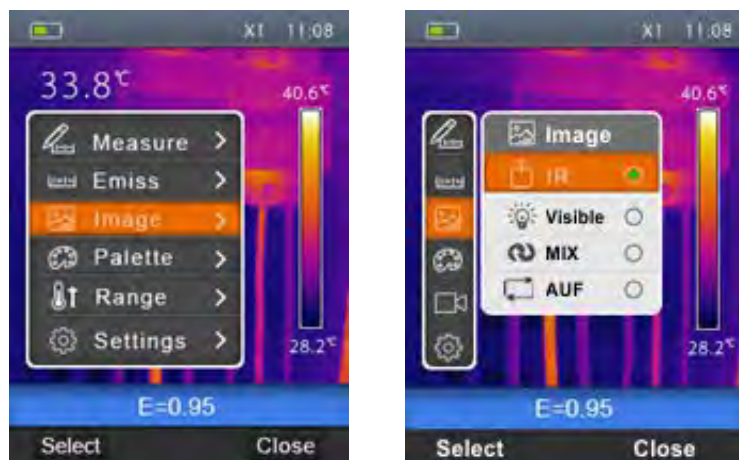 X1 11:08
33.8℃
40.6℃
Measure >
Emiss >
Image >
Palette >
Range >
Settings >
28.2℃
E=0.95
Select Close
X1 11:08
40.6℃
Image
IR
Visible
MIX
AUF
28.2℃
E=0.95
Select Close